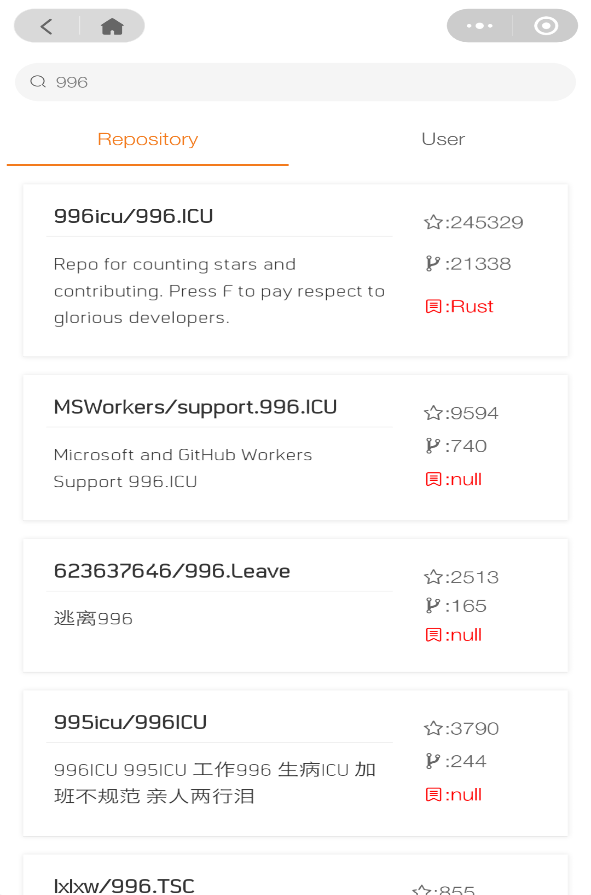 996
Repository User
996icu/996.ICU
:245329
Repo for counting stars and
:21338
contributing. Press F to pay respect to
:Rust
glorious developers.
MSWorkers/support.996.ICU
:9594
:740
Microsoft and GitHub Workers
Support 996.ICU
:null
623637646/996.Leave
:2513
:165
逃离996
:null
995icu/996ICU
:3790
:244
996ICU 995ICU 工作996 生病ICU 加
班不规范 亲人两行泪
:null
lxlxw/996.TSC
:855